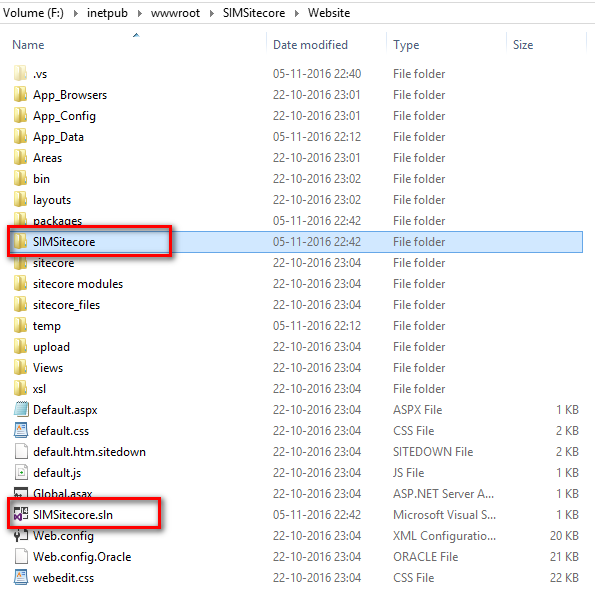 Volume (F:) inetpub wwwroot SIMSitecore Website
Name Date modified Type Size
.vs 05-11-2016 22:40 File folder
App_Browsers 22-10-2016 23:01 File folder
App_Config 22-10-2016 23:01 File folder
App_Data 05-11-2016 22:12 File folder
Areas 22-10-2016 23:01 File folder
bin 22-10-2016 23:02 File folder
layouts 22-10-2016 23:02 File folder
packages 05-11-2016 22:42 File folder
SIMSitecore 05-11-2016 22:42 File folder
sitecore 22-10-2016 23:04 File folder
sitecore modules 22-10-2016 23:04 File folder
sitecore_files 22-10-2016 23:04 File folder
temp 05-11-2016 22:12 File folder
upload 22-10-2016 23:04 File folder
Views 22-10-2016 23:04 File folder
xsl 22-10-2016 23:04 File folder
Default.aspx 22-10-2016 23:04 ASPX File 1 KB
default.css 22-10-2016 23:04 CSS File 2 KB
default.htm.sitedown 22-10-2016 23:04 SITEDOWN File 2 KB
default.js 22-10-2016 23:04 JS File 1 KB
Global.asax 22-10-2016 23:04 ASP.NET Server A... 1 KB
SIMSitecore.sln 05-11-2016 22:42 Microsoft Visual S... 1 KB
Web.config 22-10-2016 23:04 XML Configuratio... 20 KB
Web.config.Oracle 22-10-2016 23:04 ORACLE File 21 KB
webedit.css 22-10-2016 23:04 CSS File 22 KB